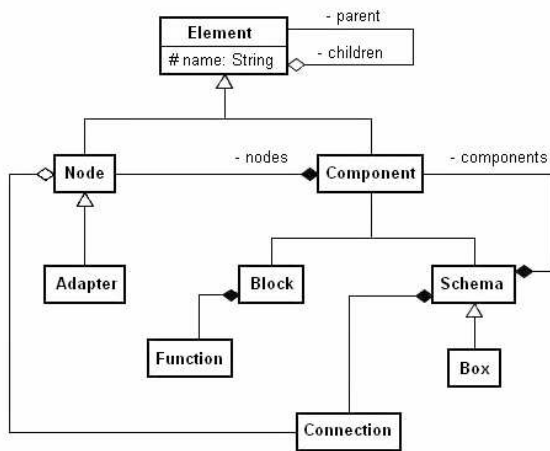 - parent
Element
# name: String
- children
- nodes
- components
Node
Component
Adapter
Block
Schema
Function
Box
Connection